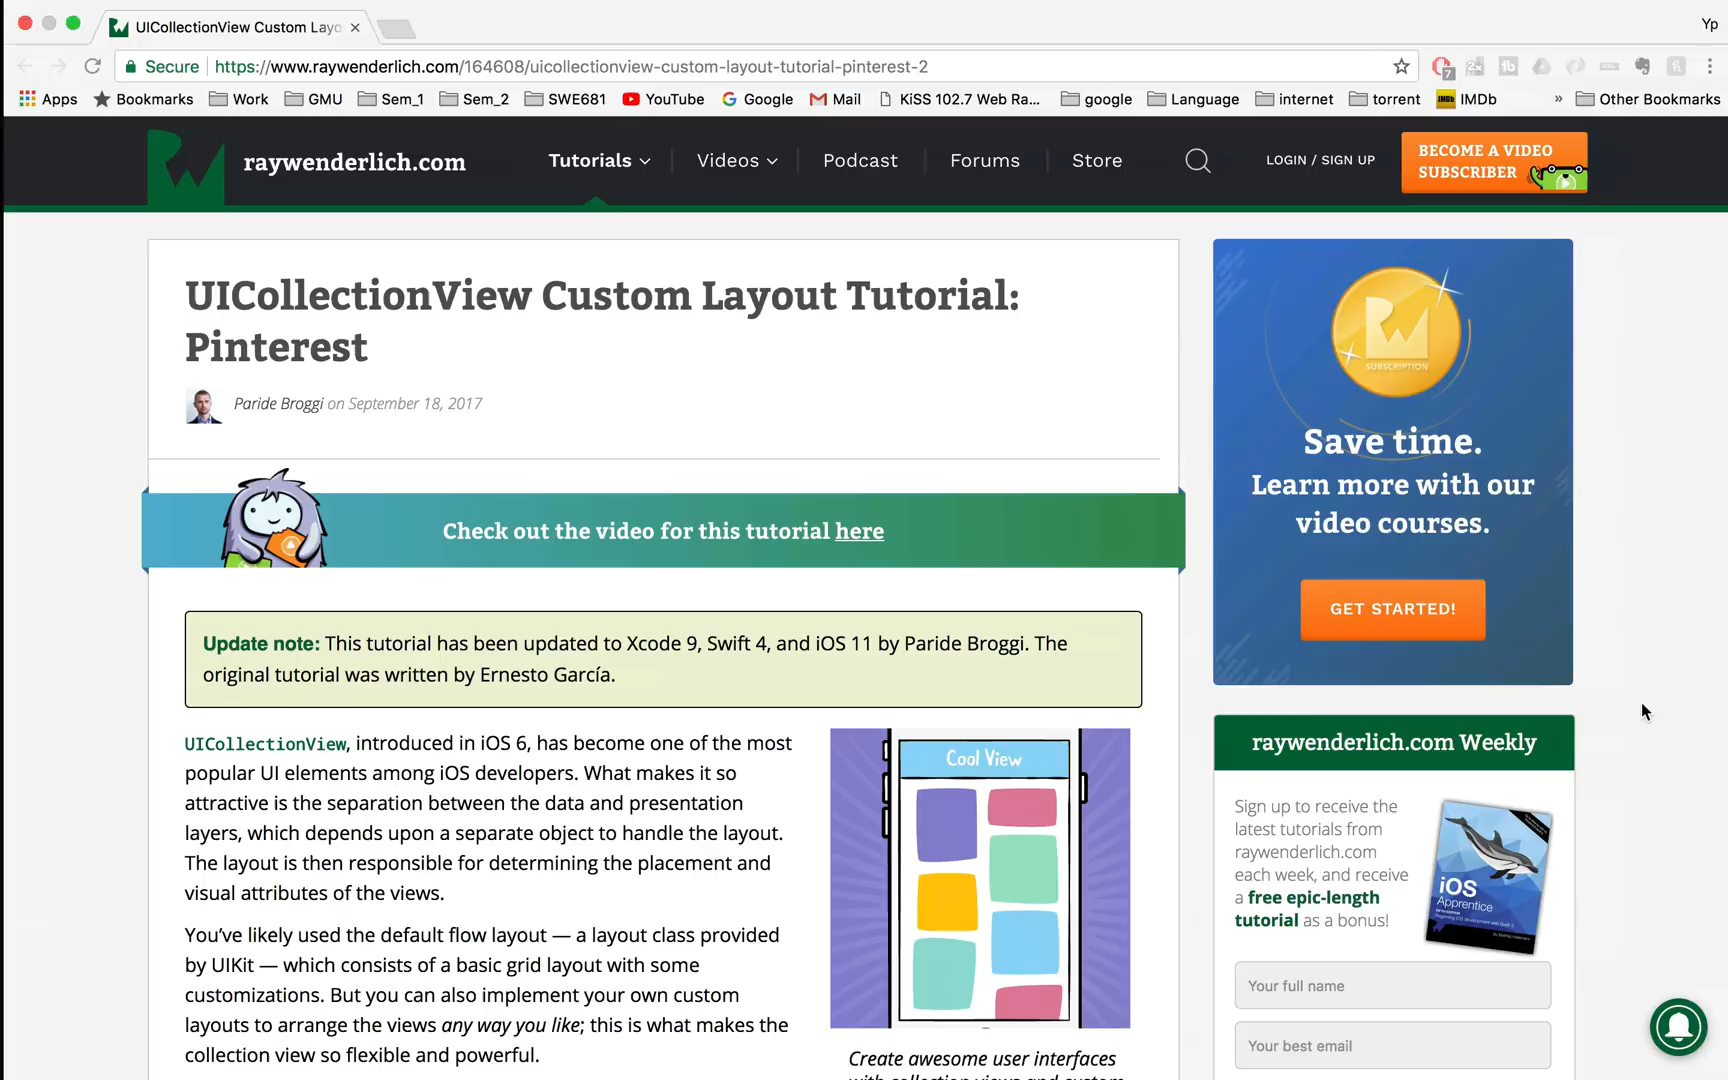 UICollectionView Custom Layo
Yp
Secure
https://www.raywenderlich.com/164608/uicollectionview-custom-layout-tutorial-pinterest-2
7
2x
Apps
Bookmarks
Work
GMU
Sem_1
Sem_2
SWE681
YouTube
Google
Mail
KiSS 102.7 Web Ra...
google
Language
internet
torrent
IMDb
IMDb
»
Other Bookmarks
raywenderlich.com
Tutorials
Videos
Podcast
Forums
Store
LOGIN / SIGN UP
BECOME A VIDEO
SUBSCRIBER
UICollectionView Custom Layout Tutorial:
Pinterest
Paride Broggi on September 18, 2017
Check out the video for this tutorial here
Update note: This tutorial has been updated to Xcode 9, Swift 4, and iOS 11 by Paride Broggi. The
original tutorial was written by Ernesto García.
UICollectionView, introduced in iOS 6, has become one of the most
popular UI elements among iOS developers. What makes it so
attractive is the separation between the data and presentation
layers, which depends upon a separate object to handle the layout.
The layout is then responsible for determining the placement and
visual attributes of the views.
You’ve likely used the default flow layout — a layout class provided
by UIKit — which consists of a basic grid layout with some
customizations. But you can also implement your own custom
layouts to arrange the views any way you like; this is what makes the
collection view so flexible and powerful.
Cool View
Create awesome user interfaces
with collection views and custom
SUBSCRIPTION
Save time.
Learn more with our
video courses.
GET STARTED!
raywenderlich.com Weekly
Sign up to receive the
latest tutorials from
raywenderlich.com
each week, and receive
a free epic-length
tutorial as a bonus!
iOS
Apprentice
Your full name
Your best email